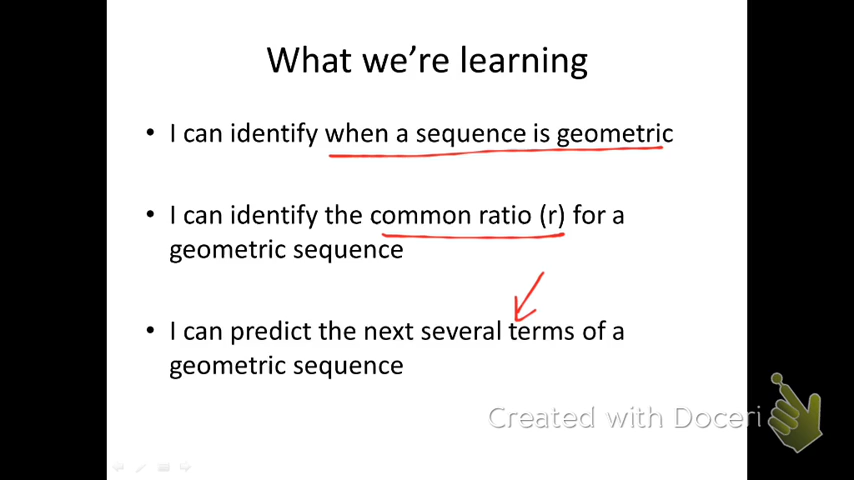 What we're learning
• I can identify when a sequence is geometric
• I can identify the common ratio (r) for a
geometric sequence
• I can predict the next several terms of a
geometric sequence
Created with Doceri